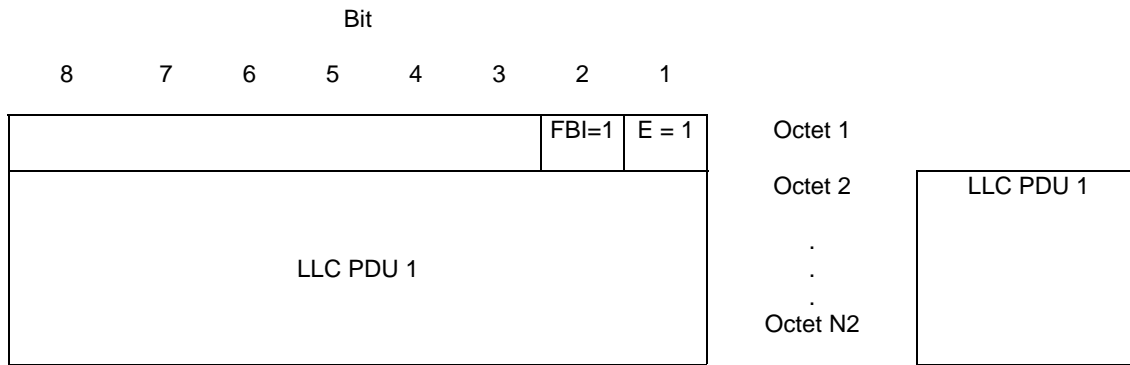 Bit
8 7 6 5 4 3 2 1
FBI=1 E = 1 Octet 1
Octet 2 LLC PDU 1
.
LLC PDU 1 .
.
Octet N2